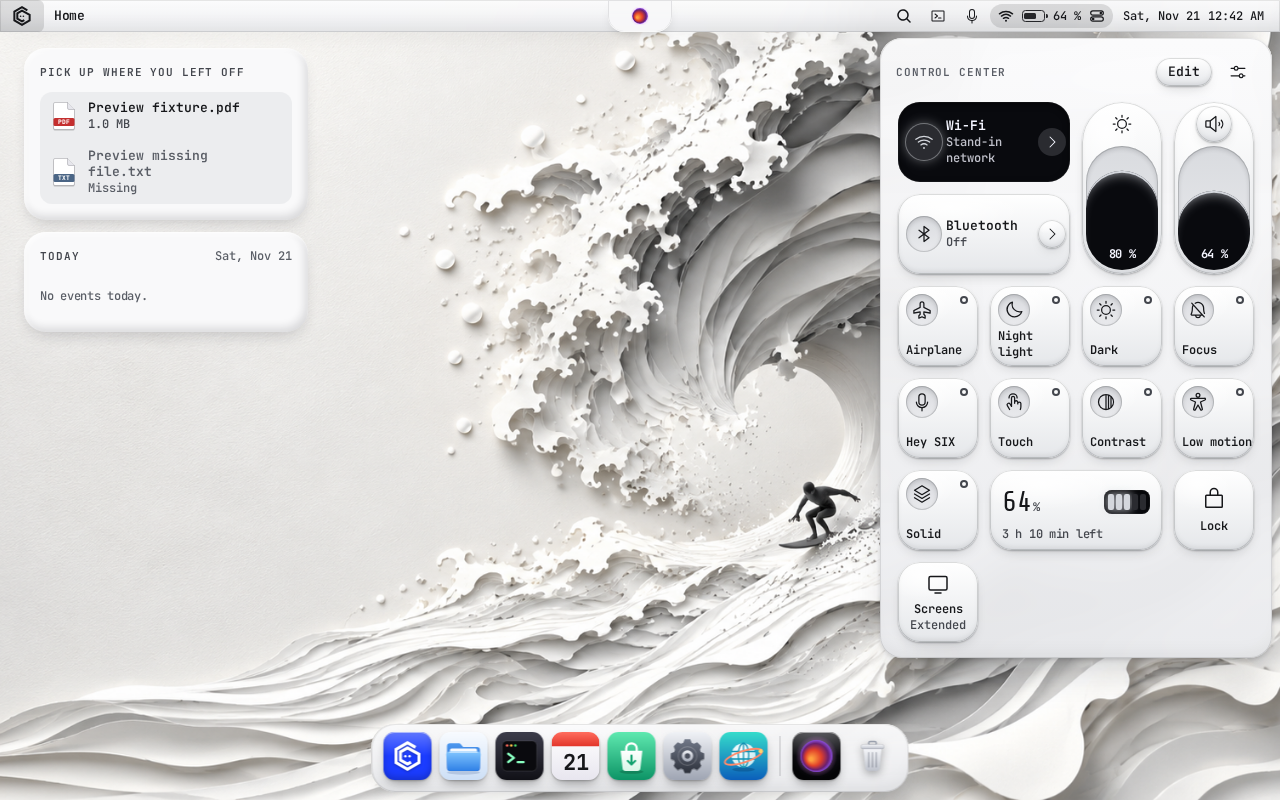 Home
64 %
Sat, Nov 21 12:42 AM
PICK UP WHERE YOU LEFT OFF
PDF
Preview fixture.pdf
1.0 MB
TXT
Preview missing
file.txt
Missing
TODAY
Sat, Nov 21
No events today.
CONTROL CENTER
Edit
Wi-Fi
Stand-in
network
Bluetooth
Off
80 %
64 %
Airplane
Night
light
Dark
Focus
Hey SIX
Touch
Contrast
Low motion
Solid
64%
3 h 10 min left
Lock
Screens
Extended
21